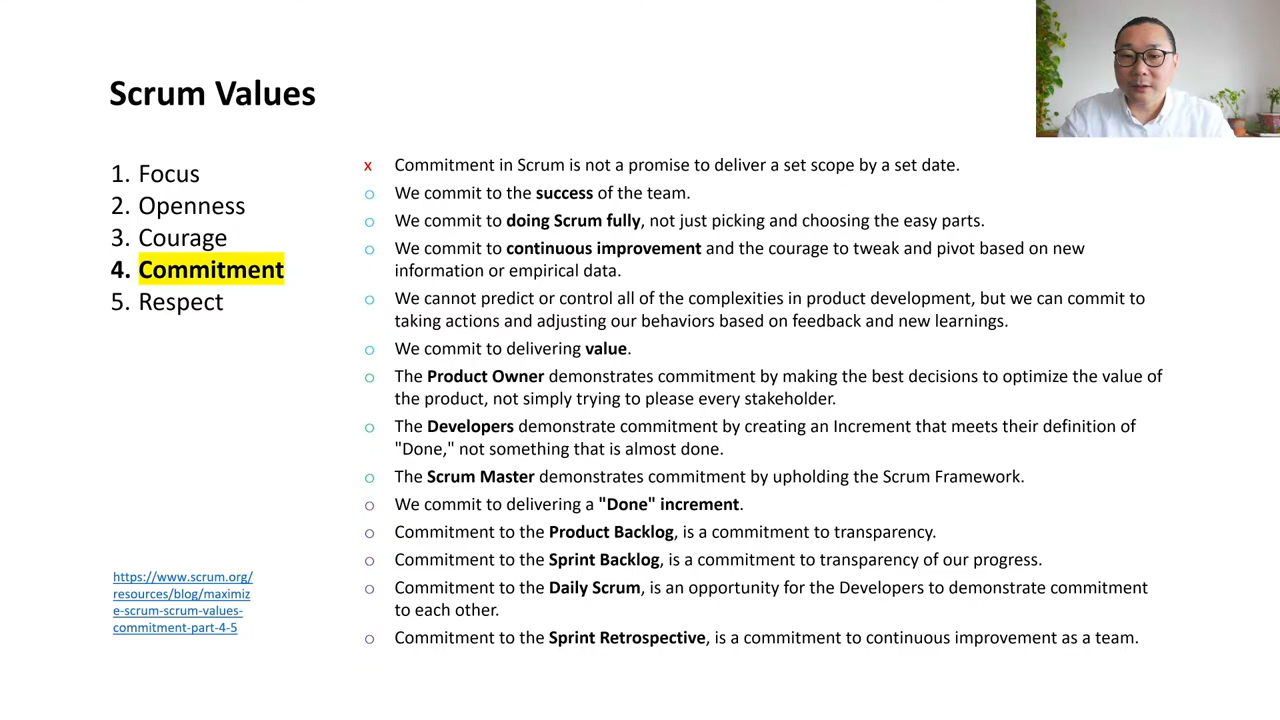 Scrum Values
1. Focus
2. Openness
3. Courage
4. Commitment
5. Respect
x Commitment in Scrum is not a promise to deliver a set scope by a set date.
o We commit to the success of the team.
o We commit to doing Scrum fully, not just picking and choosing the easy parts.
o We commit to continuous improvement and the courage to tweak and pivot based on new
information or empirical data.
o We cannot predict or control all of the complexities in product development, but we can commit to
taking actions and adjusting our behaviors based on feedback and new learnings.
o We commit to delivering value.
o The Product Owner demonstrates commitment by making the best decisions to optimize the value of
the product, not simply trying to please every stakeholder.
o The Developers demonstrate commitment by creating an Increment that meets their definition of
"Done," not something that is almost done.
o The Scrum Master demonstrates commitment by upholding the Scrum Framework.
o We commit to delivering a "Done" increment.
o Commitment to the Product Backlog, is a commitment to transparency.
o Commitment to the Sprint Backlog, is a commitment to transparency of our progress.
o Commitment to the Daily Scrum, is an opportunity for the Developers to demonstrate commitment
to each other.
o Commitment to the Sprint Retrospective, is a commitment to continuous improvement as a team.
https://www.scrum.org/
resources/blog/maximiz
e-scrum-scrum-values-
commitment-part-4-5